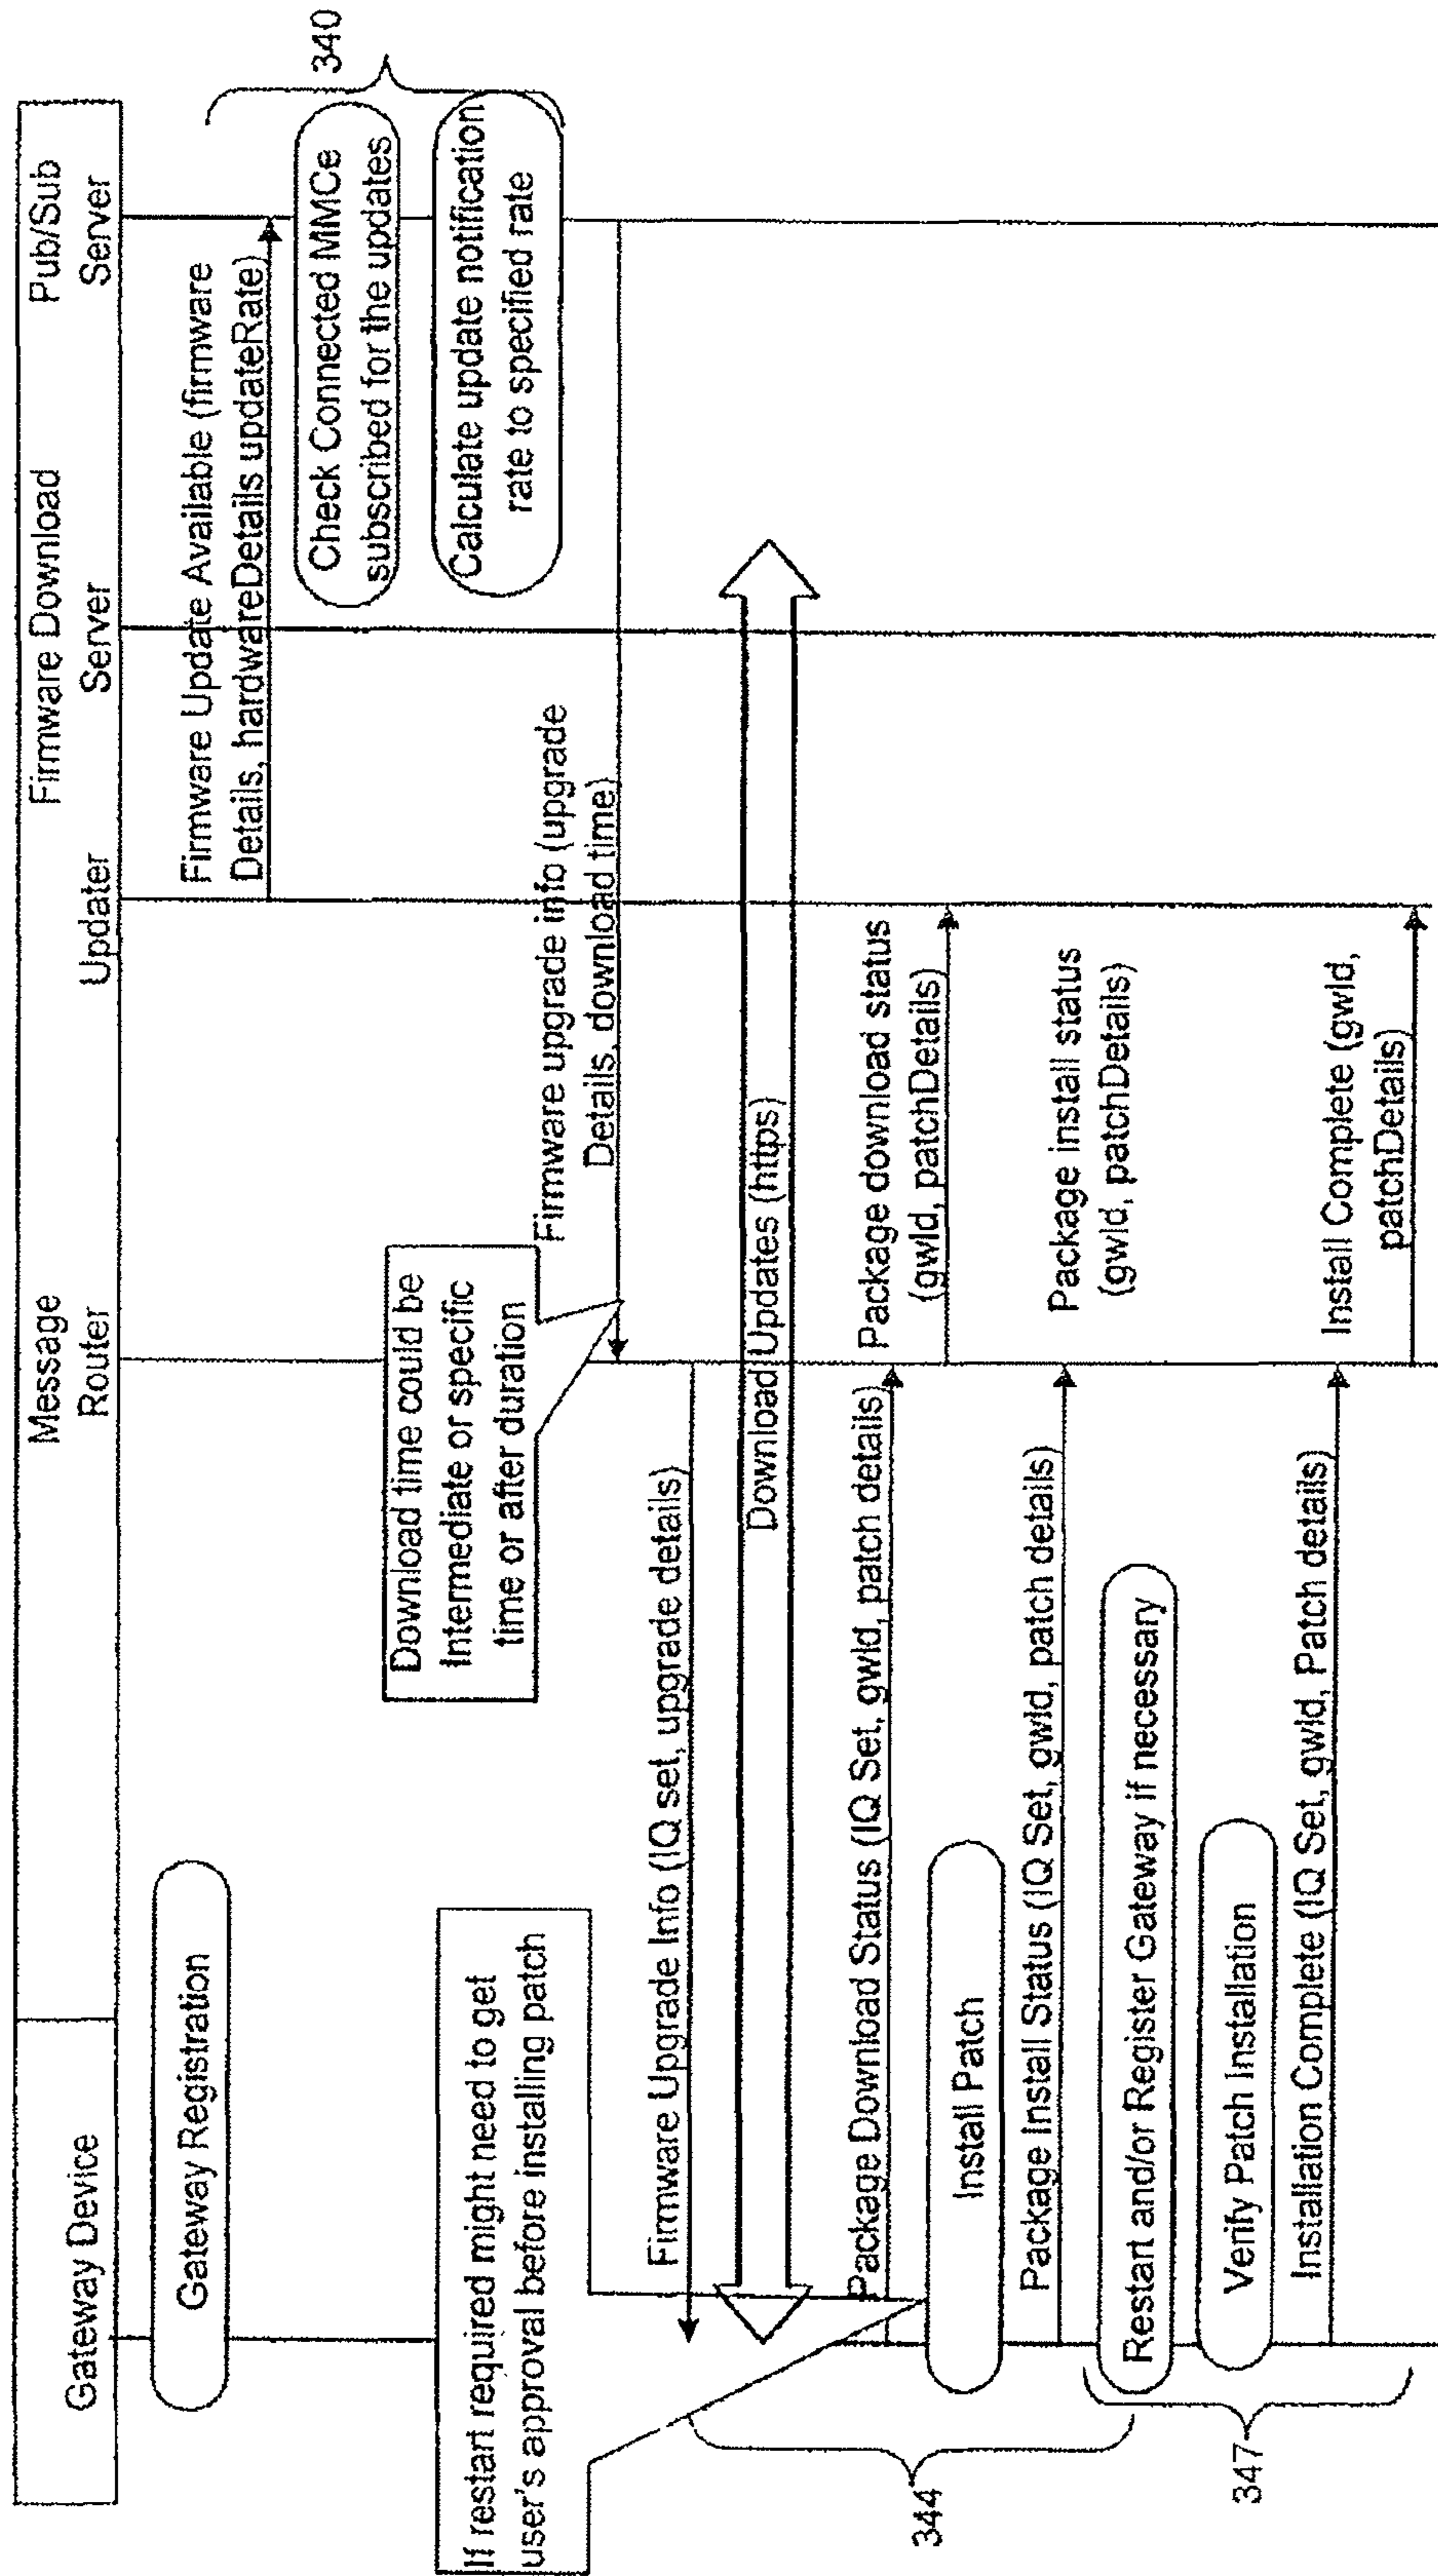 Gateway Device
Message
Router
Updater
Firmware Download
Server
Pub/Sub
Server
Gateway Registration
Firmware Update Available (firmware
Details, hardwareDetails updateRate)
340
Check Connected MMCe
subscribed for the updates
Calculate update notification
rate to specified rate
Download time could be
Intermediate or specific
time or after duration
If restart required might need to get
user's approval before installing patch
Firmware upgrade info (upgrade
Details, download time)
Firmware Upgrade Info (IQ set, upgrade details)
Download Updates (https)
Package Download Status (IQ Set, gwld, patch details)
Package download status
(gwld, patchDetails)
Install Patch
344
Package Install Status (IQ Set, gwld, patch details)
Package install status
(gwld, patchDetails)
Restart and/or Register Gateway if necessary
Verify Patch Installation
347
Installation Complete (IQ Set, gwld, Patch details)
Install Complete (gwld,
patchDetails)